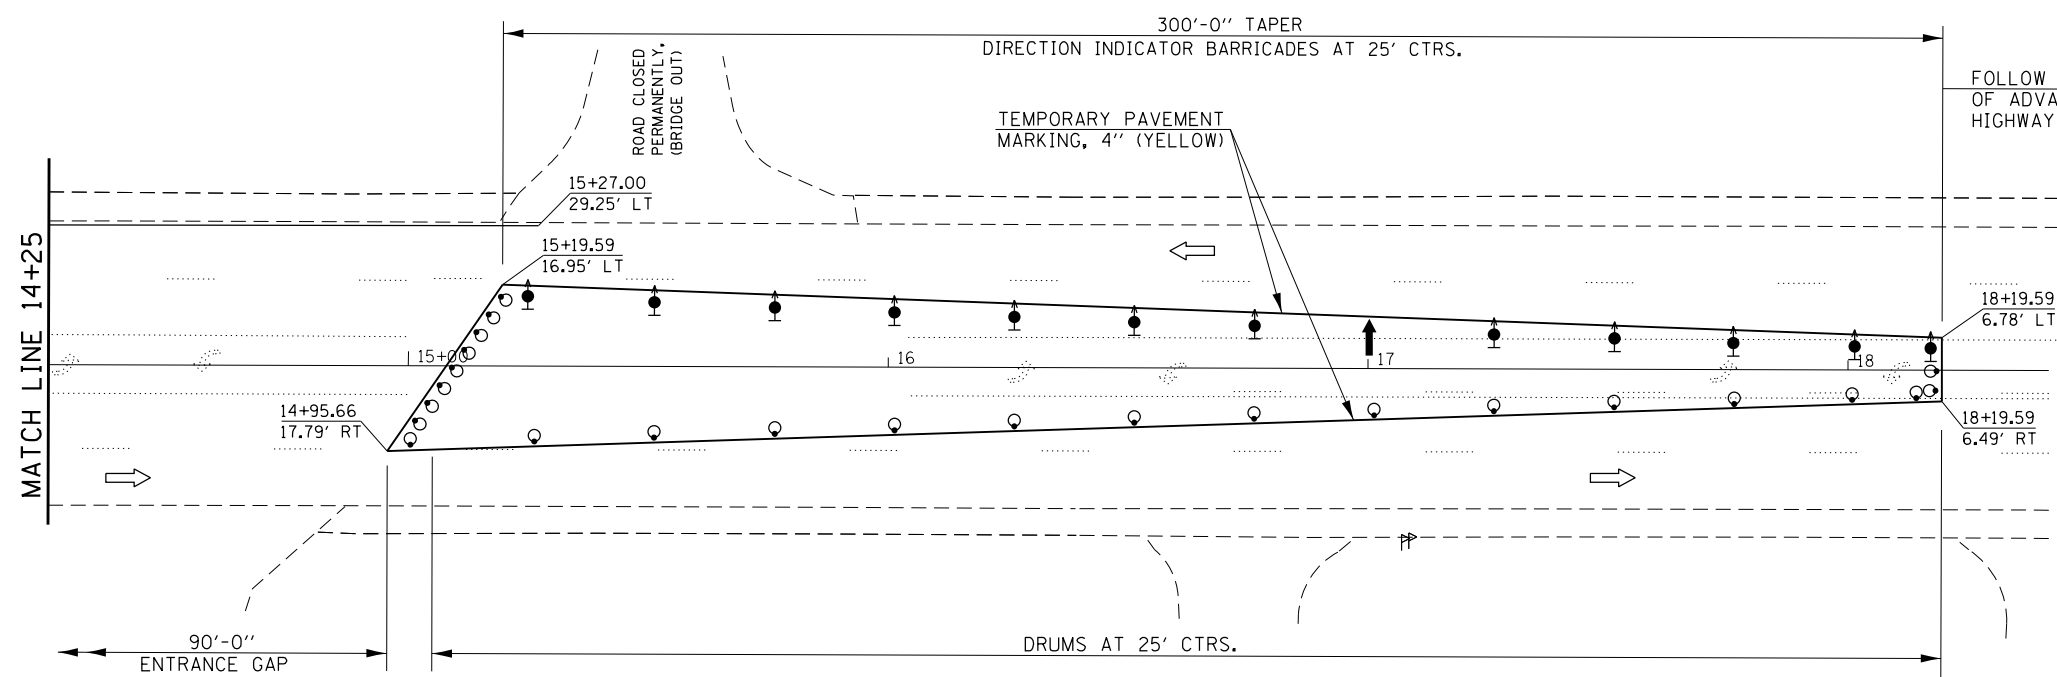 300'-0'' TAPER
DIRECTION INDICATOR BARRICADES AT 25' CTRS.
ROAD CLOSED
PERMANENTLY,
(BRIDGE OUT)
FOLLOW
OF ADVA
HIGHWAY
TEMPORARY PAVEMENT
MARKING, 4'' (YELLOW)
15+27.00
29.25' LT
15+19.59
16.95' LT
MATCH LINE 14+25
18+19.59
6.78' LT
15+00
16
17
18
14+95.66
17.79' RT
18+19.59
6.49' RT
90'-0''
ENTRANCE GAP
DRUMS AT 25' CTRS.